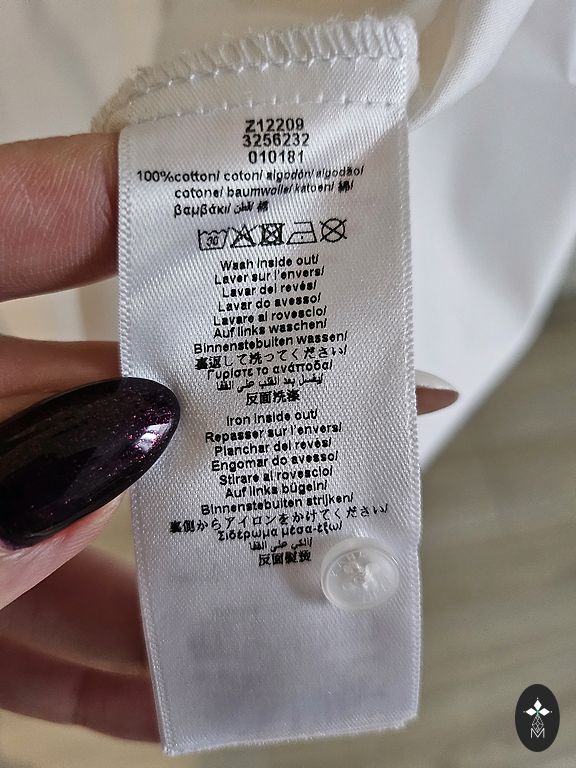 Z12209
3256232
010181
100%cotton/ coton/ algodón/algodão/
cotone/ baumwolle/ katoen/ 綿/
βαμβάκι/ قطن/ 棉
30
Wash inside out/
Laver sur l'envers/
Lavar del revés/
Lavar do avesso/
Lavare al rovescio/
Auf links waschen/
Binnenstebuiten wassen/
裏返して洗ってください/
Γυρίστε το ανάποδα/
يغسل بعد القلب على القفا/
反面洗滌
Iron inside out/
Repasser sur l'envers/
Planchar del revés/
Engomar do avesso/
Stirare al rovescio/
Auf links bügeln/
Binnenstebuiten strijken/
裏側からアイロンをかけてください/
Σιδέρωμα μέσα-έξω/
الكي على القفا/
反面熨燙
M